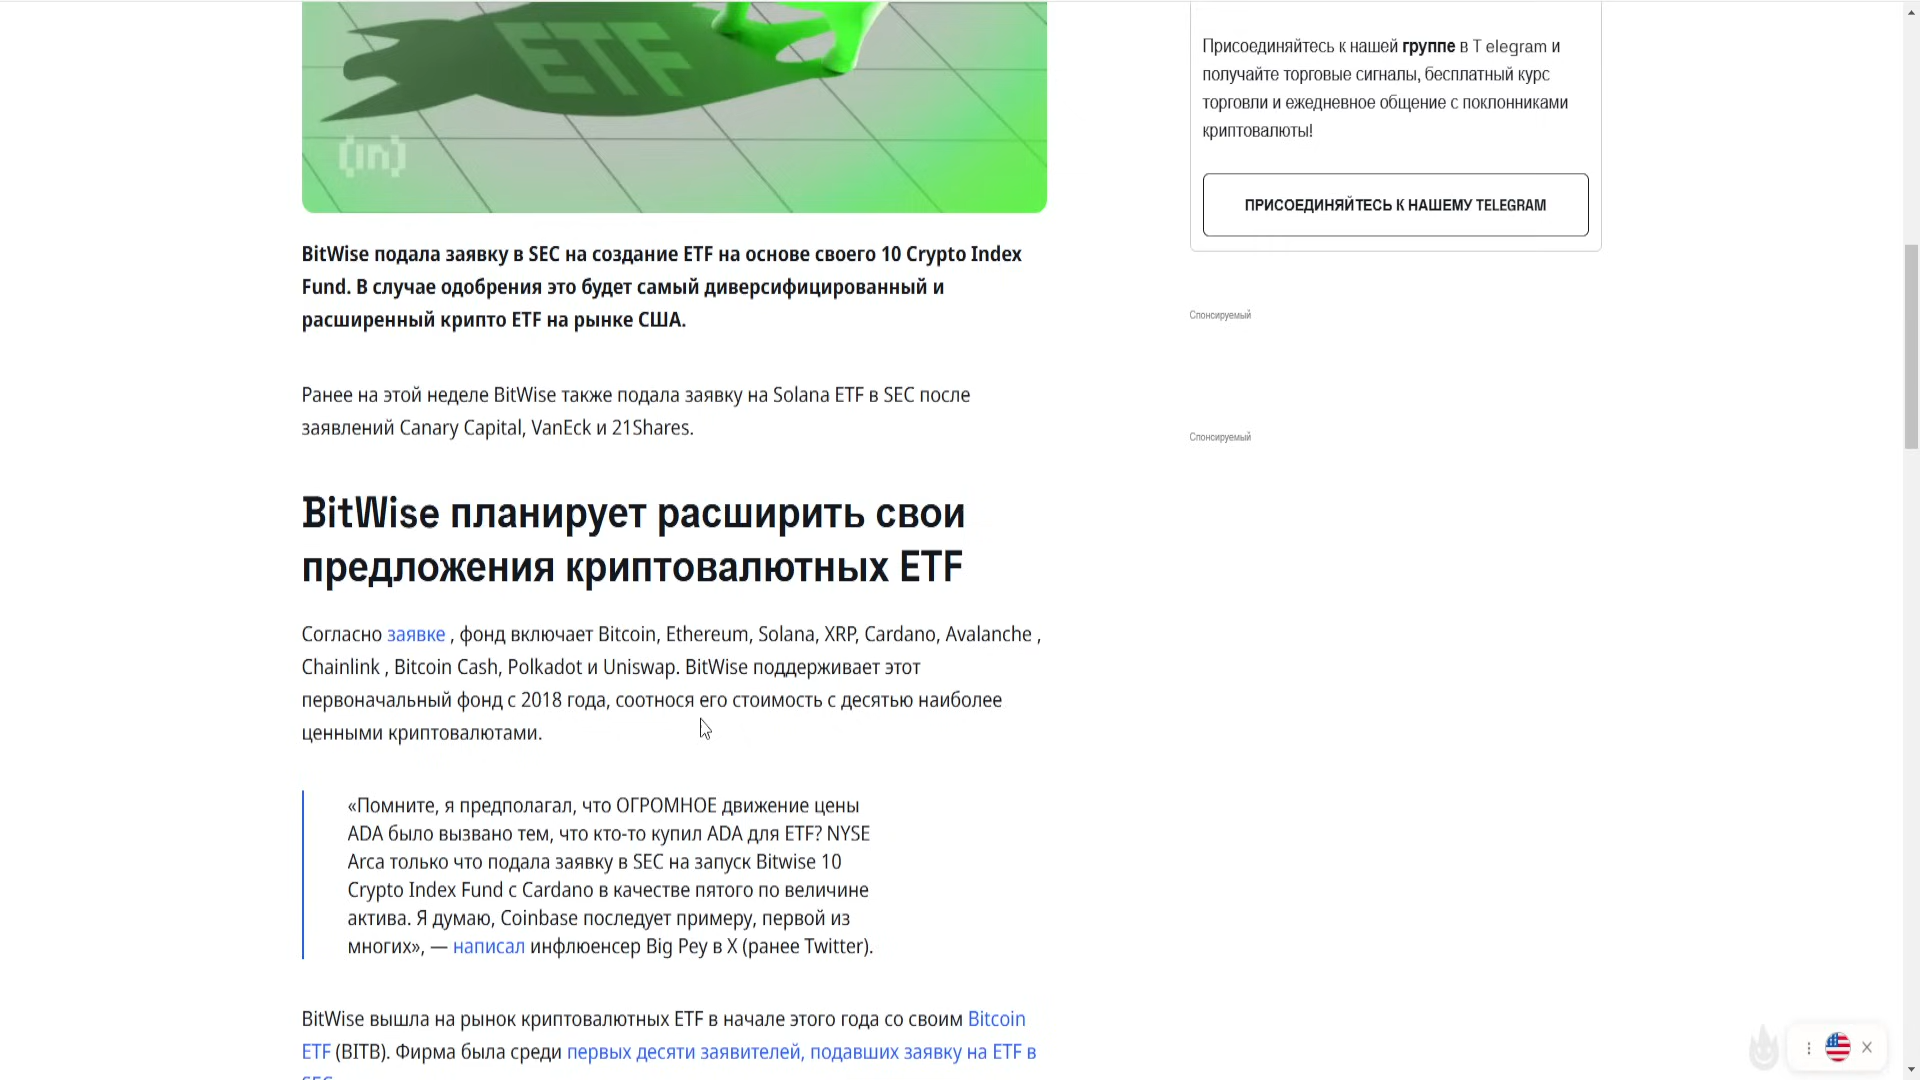 ETF
[in]
BitWise подала заявку в SEC на создание ETF на основе своего 10 Crypto Index
Fund. В случае одобрения это будет самый диверсифицированный и
расширенный крипто ETF на рынке США.
Ранее на этой неделе BitWise также подала заявку на Solana ETF в SEC после
заявлений Canary Capital, VanEck и 21Shares.
BitWise планирует расширить свои
предложения криптовалютных ETF
Согласно заявке , фонд включает Bitcoin, Ethereum, Solana, XRP, Cardano, Avalanche ,
Chainlink , Bitcoin Cash, Polkadot и Uniswap. BitWise поддерживает этот
первоначальный фонд с 2018 года, соотнося его стоимость с десятью наиболее
ценными криптовалютами.
«Помните, я предполагал, что ОГРОМНОЕ движение цены
ADA было вызвано тем, что кто-то купил ADA для ETF? NYSE
Arca только что подала заявку в SEC на запуск Bitwise 10
Crypto Index Fund с Cardano в качестве пятого по величине
актива. Я думаю, Coinbase последует примеру, первой из
многих», — написал инфлюенсер Big Pey в X (ранее Twitter).
BitWise вышла на рынок криптовалютных ETF в начале этого года со своим Bitcoin
ETF (BITB). Фирма была среди первых десяти заявителей, подавших заявку на ETF в
SEC
Присоединяйтесь к нашей группе в T elegram и
получайте торговые сигналы, бесплатный курс
торговли и ежедневное общение с поклонниками
криптовалюты!
ПРИСОЕДИНЯЙТЕСЬ К НАШЕМУ TELEGRAM
Спонсируемый
Спонсируемый